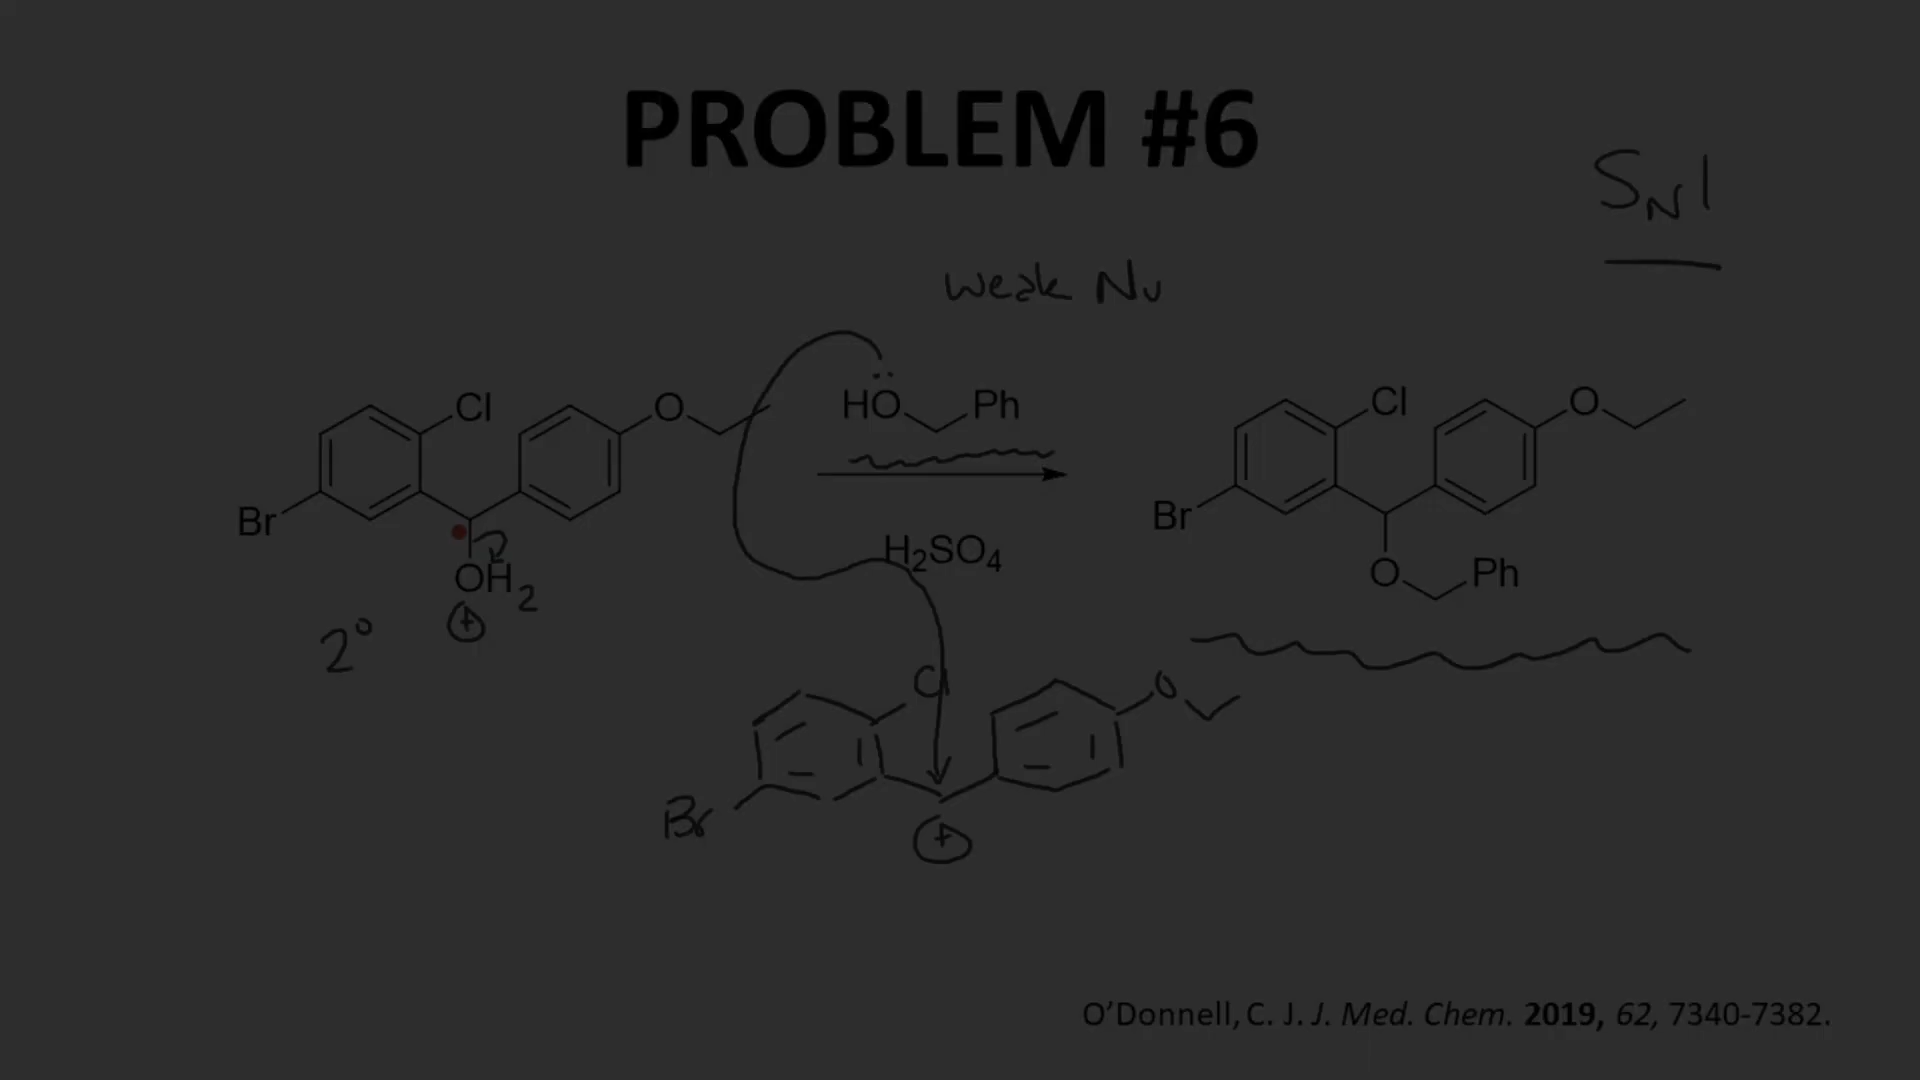 PROBLEM #6
SN1
weak Nu
Cl
O
HO
Ph
Br
OH2
+
2°
H2SO4
Cl
O
Br
O
Ph
Cl
O
Br
+
O'Donnell, C. J. J. Med. Chem. 2019, 62, 7340-7382.